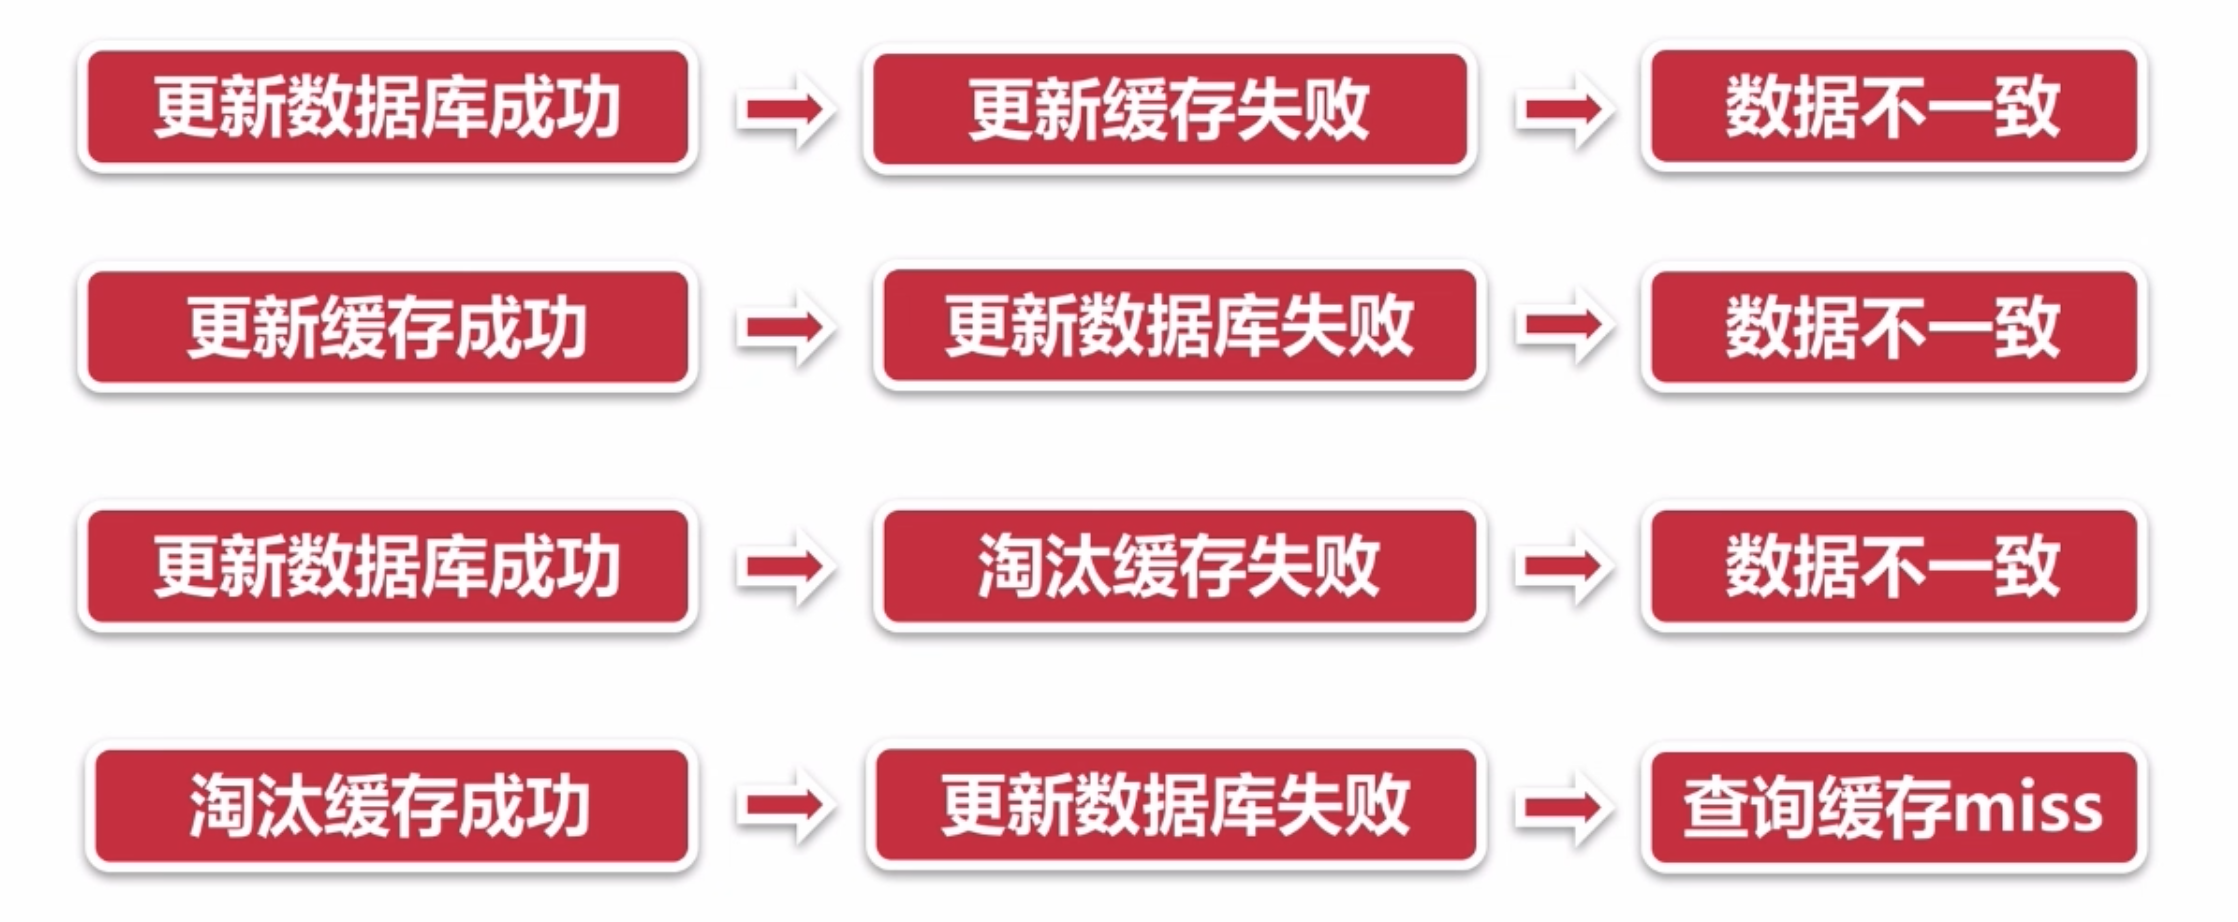 更新数据库成功 更新缓存失败 数据不一致
更新缓存成功 更新数据库失败 数据不一致
更新数据库成功 淘汰缓存失败 数据不一致
淘汰缓存成功 更新数据库失败 查询缓存miss